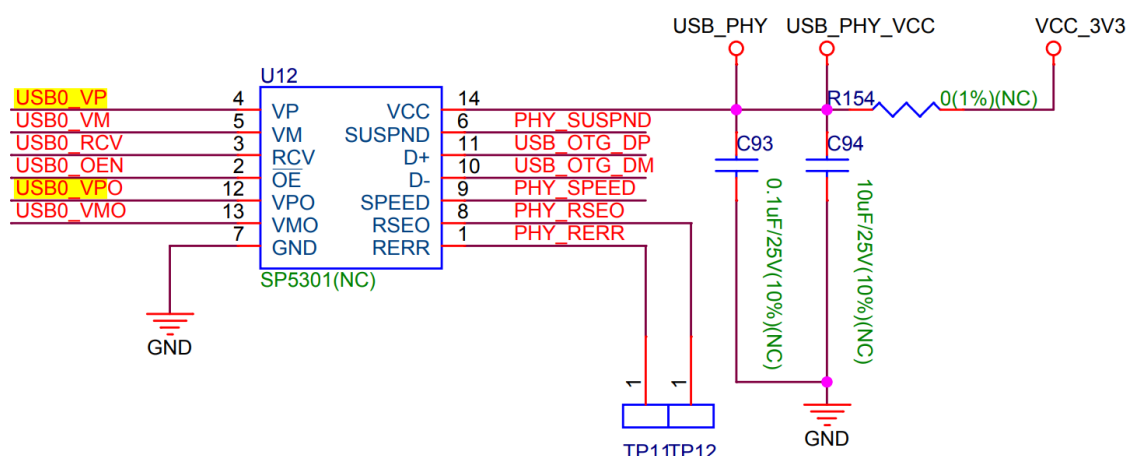 USB_PHY
USB_PHY_VCC
VCC_3V3
U12
USB0_VP
4
VP
VCC
14
USB0_VM
5
VM
SUSPND
6
PHY_SUSPND
USB0_RCV
3
RCV
D+
11
USB_OTG_DP
USB0_OEN
2
OE
D-
10
USB_OTG_DM
USB0_VPO
12
VPO
SPEED
9
PHY_SPEED
USB0_VMO
13
VMO
RSEO
8
PHY_RSEO
7
GND
RERR
1
PHY_RERR
SP5301(NC)
GND
R154
0(1%)(NC)
C93
0.1uF/25V(10%)(NC)
C94
10uF/25V(10%)(NC)
1
1
TP11
TP12
GND